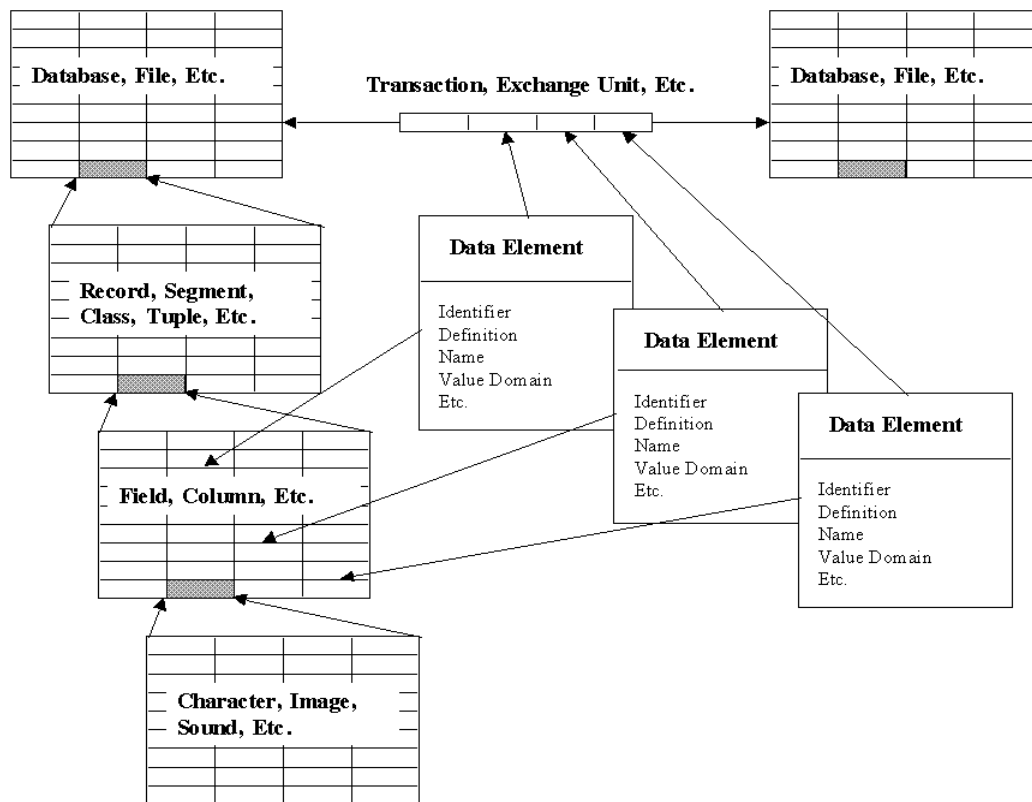 Database, File, Etc.
Transaction, Exchange Unit, Etc.
Database, File, Etc.
Record, Segment,
Class, Tuple, Etc.
Data Element
Identifier
Definition
Name
Value Domain
Etc.
Data Element
Identifier
Definition
Name
Value Domain
Etc.
Data Element
Identifier
Definition
Name
Value Domain
Etc.
Field, Column, Etc.
Character, Image,
Sound, Etc.